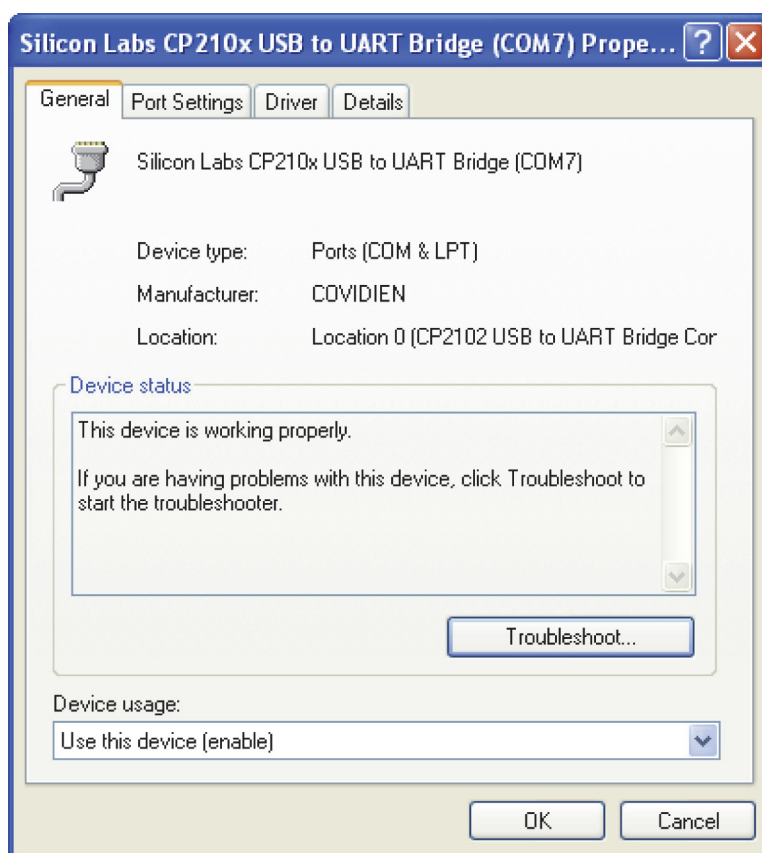 Silicon Labs CP210x USB to UART Bridge (COM7) Prope... ?
General Port Settings Driver Details
Silicon Labs CP210x USB to UART Bridge (COM7)
Device type: Ports (COM & LPT)
Manufacturer: COVIDIEN
Location: Location 0 (CP2102 USB to UART Bridge Cor
Device status
This device is working properly.
If you are having problems with this device, click Troubleshoot to
start the troubleshooter.
Troubleshoot...
Device usage:
Use this device (enable)
OK Cancel